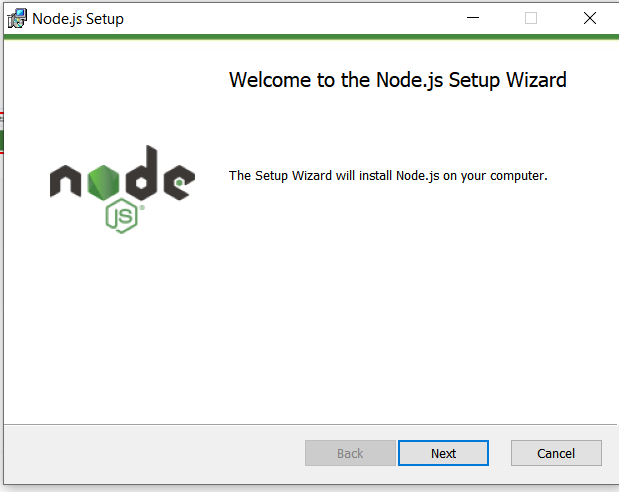 Node.js Setup
Welcome to the Node.js Setup Wizard
The Setup Wizard will install Node.js on your computer.
node
JS®
Back
Next
Cancel